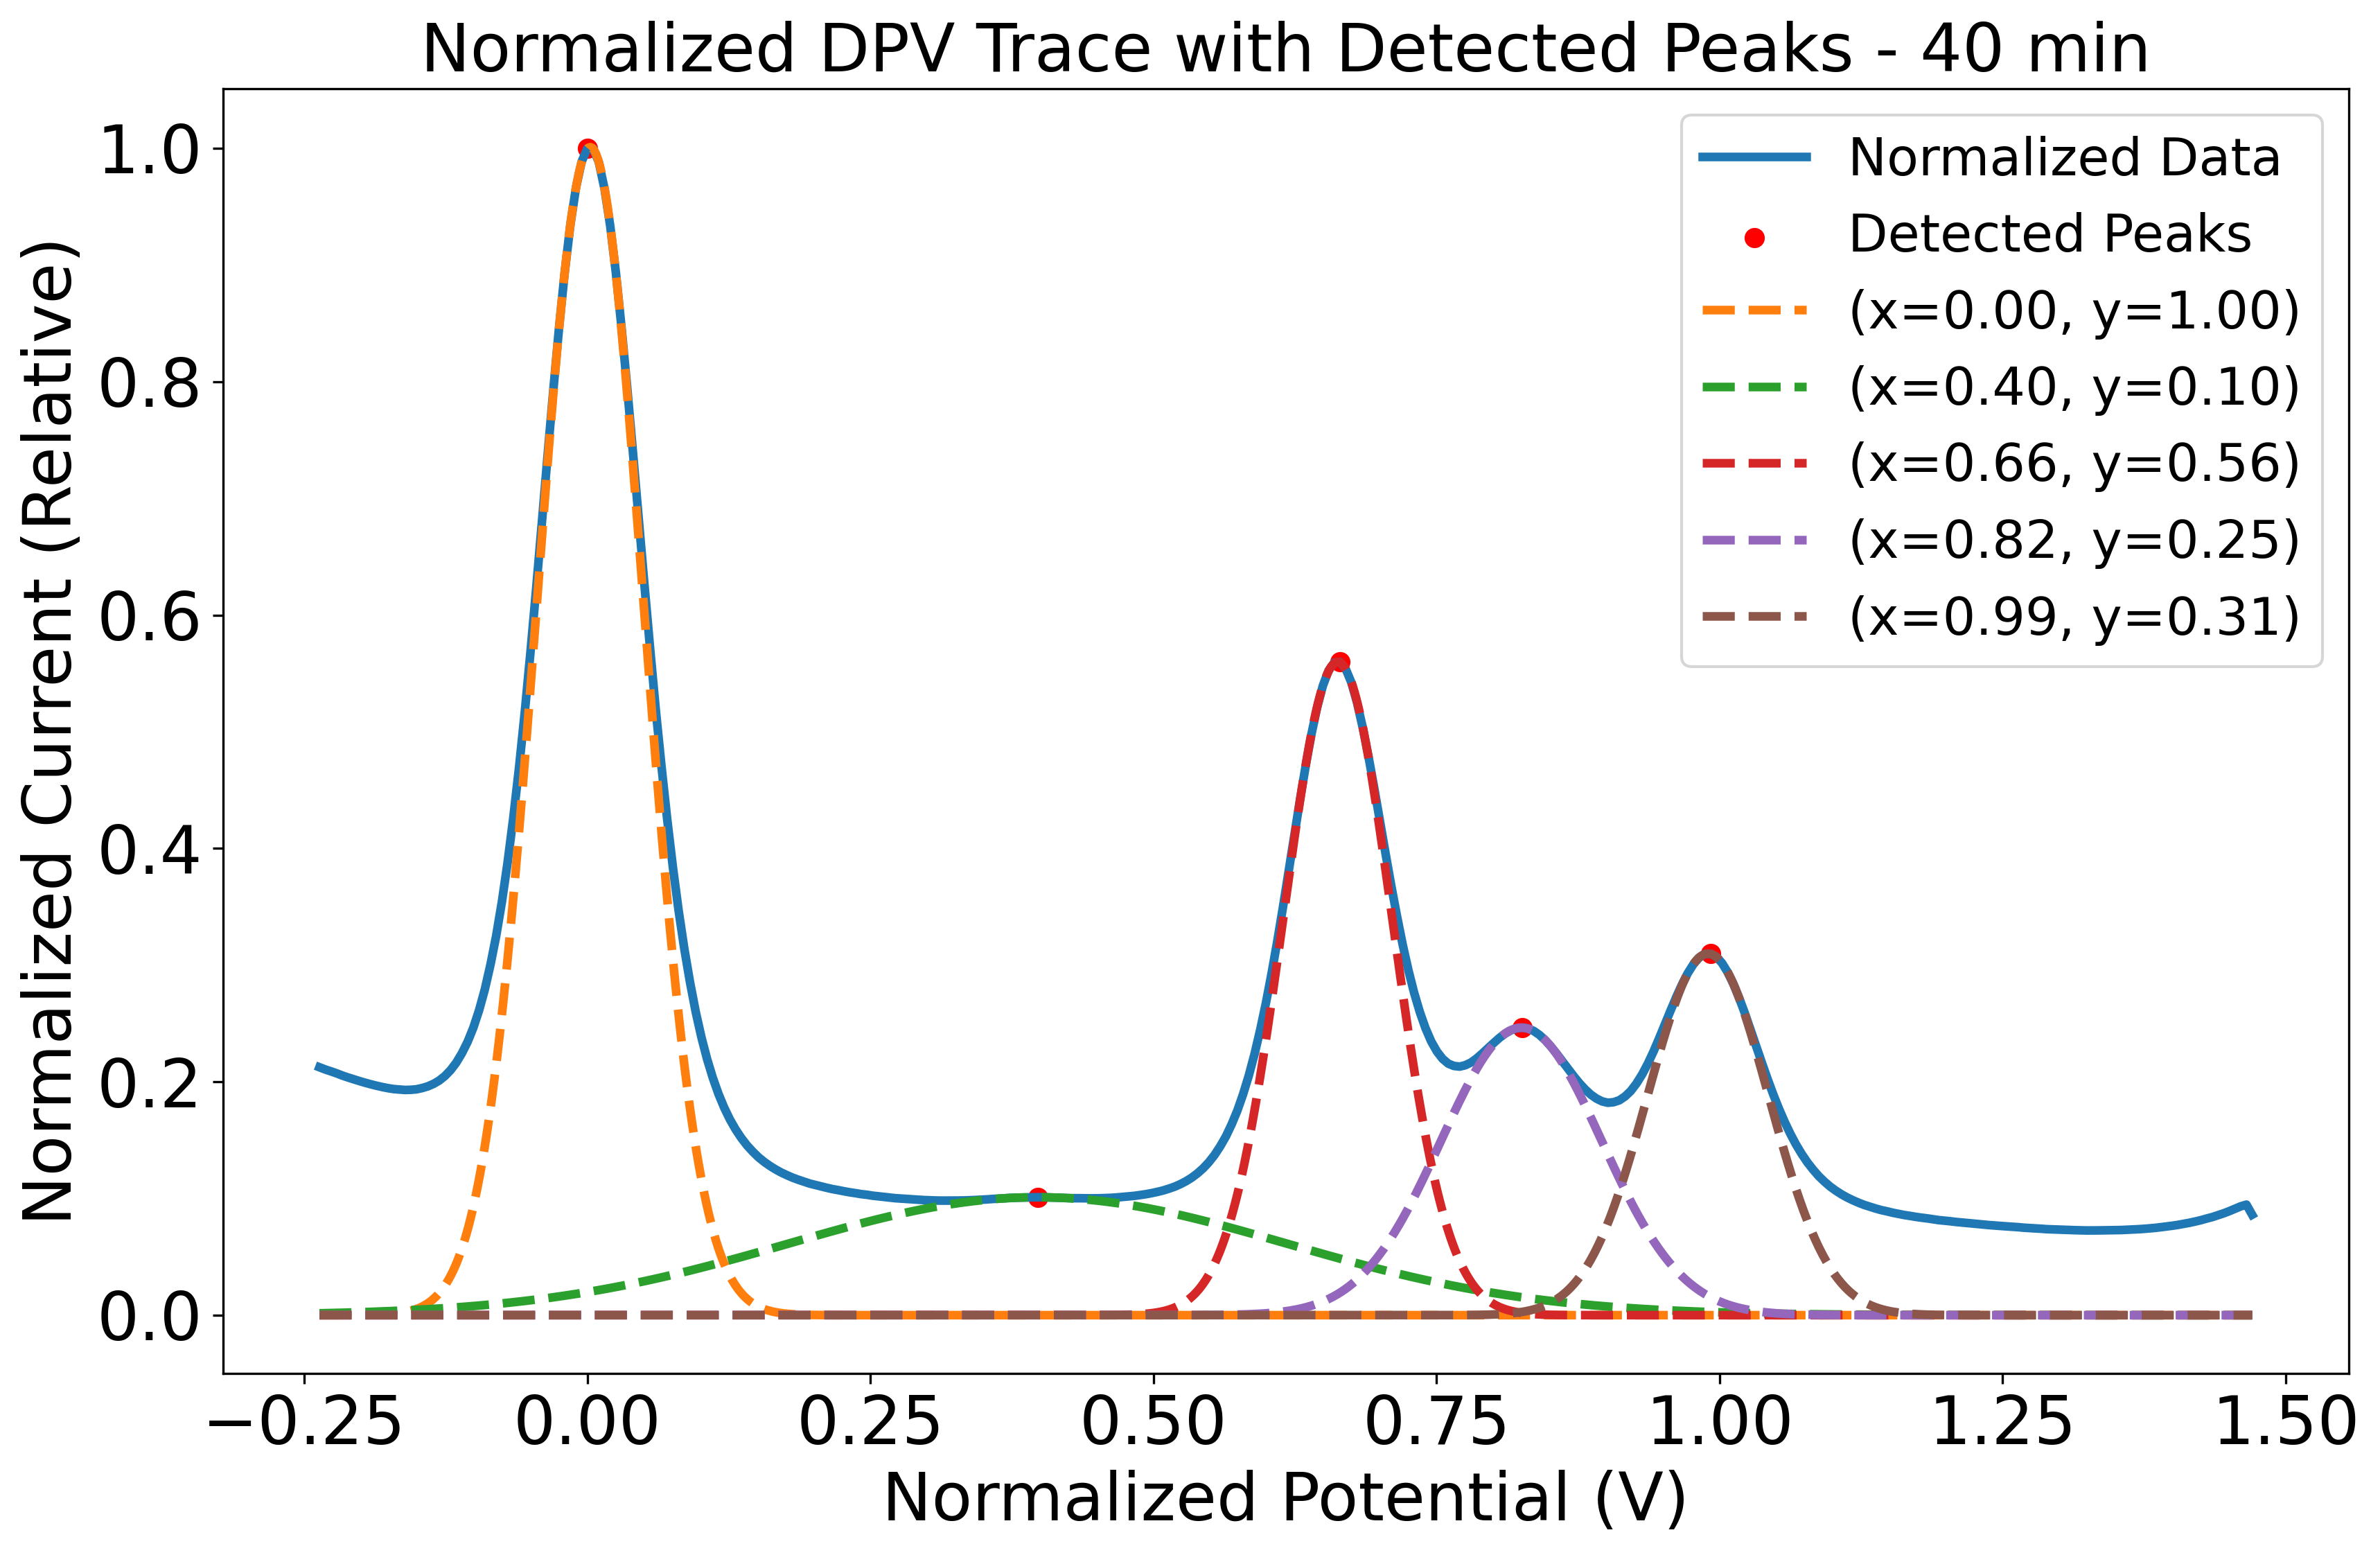 Normalized DPV Trace with Detected Peaks - 40 min
Normalized Current (Relative)
1.0
0.8
0.6
0.4
0.2
0.0
Normalized Data
Detected Peaks
(x=0.00, y=1.00)
(x=0.40, y=0.10)
(x=0.66, y=0.56)
(x=0.82, y=0.25)
(x=0.99, y=0.31)
−0.25 0.00 0.25 0.50 0.75 1.00 1.25 1.50
Normalized Potential (V)